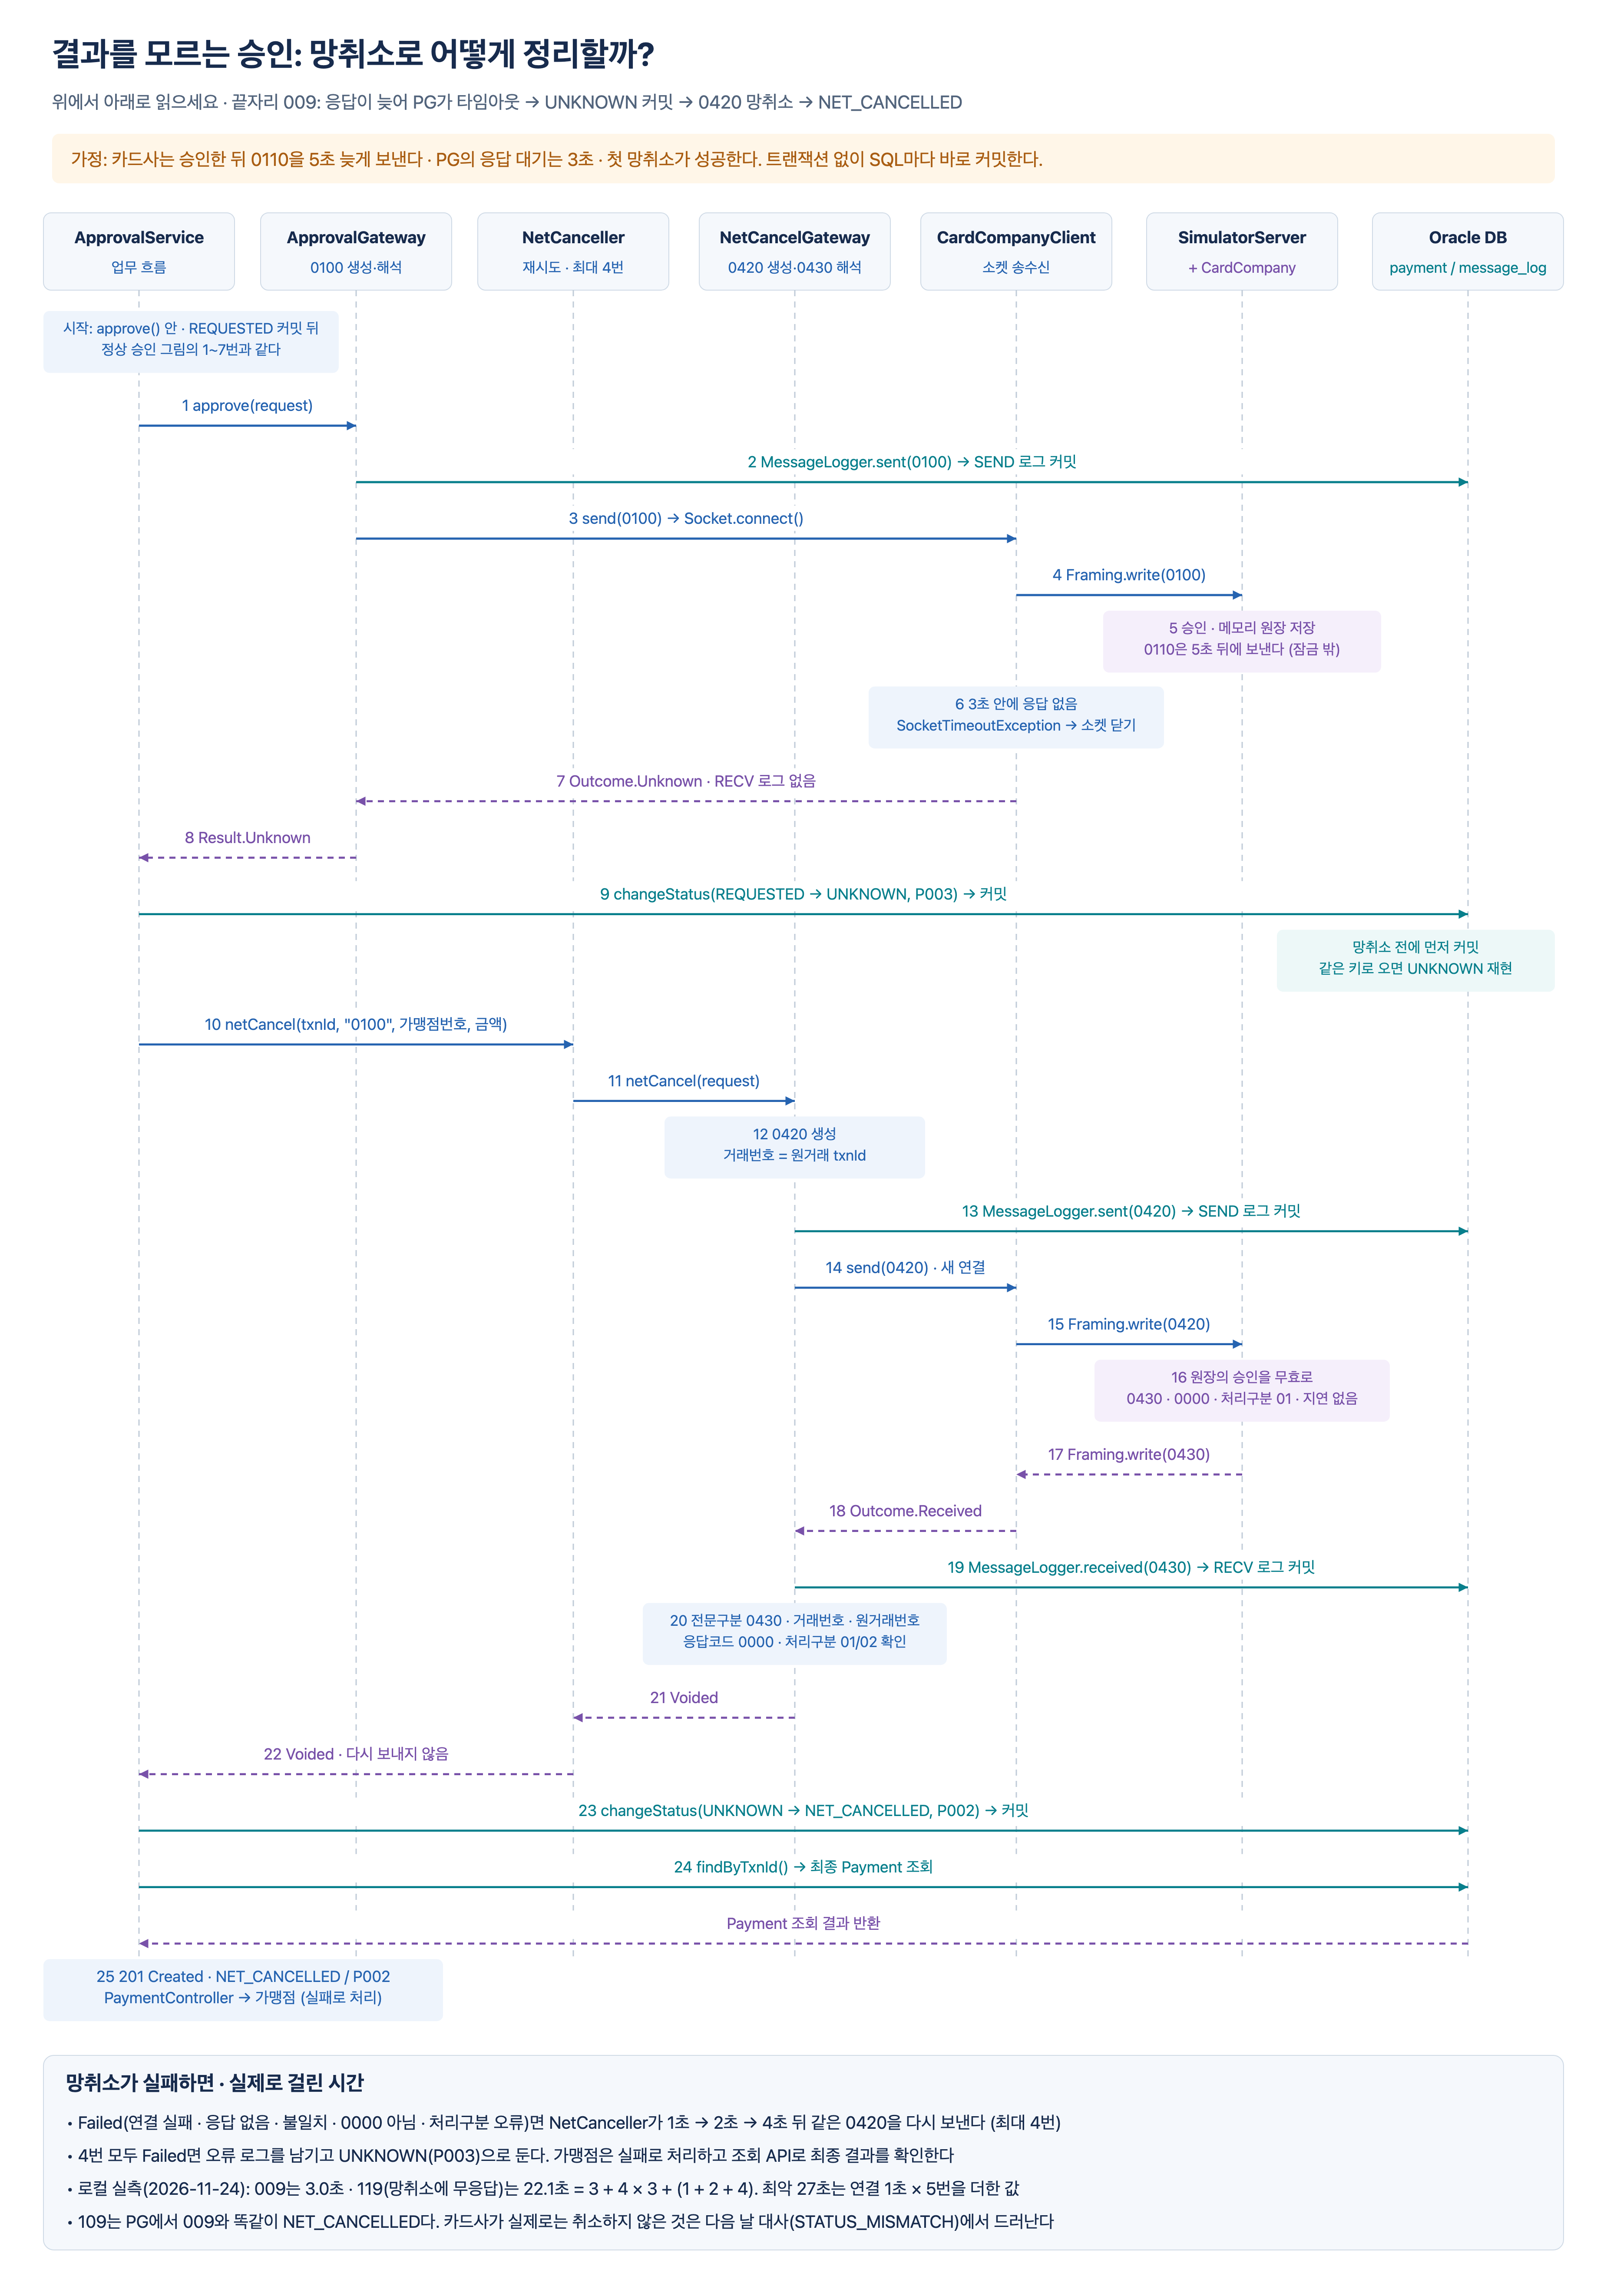 결과를 모르는 승인: 망취소로 어떻게 정리할까?
위에서 아래로 읽으세요 · 끝자리 009: 응답이 늦어 PG가 타임아웃 → UNKNOWN 커밋 → 0420 망취소 → NET_CANCELLED
가정: 카드사는 승인한 뒤 0110을 5초 늦게 보낸다 · PG의 응답 대기는 3초 · 첫 망취소가 성공한다. 트랜잭션 없이 SQL마다 바로 커밋한다.
ApprovalService
업무 흐름
ApprovalGateway
0100 생성·해석
NetCanceller
재시도 · 최대 4번
NetCancelGateway
0420 생성·0430 해석
CardCompanyClient
소켓 송수신
SimulatorServer
+ CardCompany
Oracle DB
payment / message_log
시작: approve() 안 · REQUESTED 커밋 뒤
정상 승인 그림의 1~7번과 같다
1 approve(request)
2 MessageLogger.sent(0100) → SEND 로그 커밋
3 send(0100) → Socket.connect()
4 Framing.write(0100)
5 승인 · 메모리 원장 저장
0110은 5초 뒤에 보낸다 (잠금 밖)
6 3초 안에 응답 없음
SocketTimeoutException → 소켓 닫기
7 Outcome.Unknown · RECV 로그 없음
8 Result.Unknown
9 changeStatus(REQUESTED → UNKNOWN, P003) → 커밋
망취소 전에 먼저 커밋
같은 키로 오면 UNKNOWN 재현
10 netCancel(txnId, "0100", 가맹점번호, 금액)
11 netCancel(request)
12 0420 생성
거래번호 = 원거래 txnId
13 MessageLogger.sent(0420) → SEND 로그 커밋
14 send(0420) · 새 연결
15 Framing.write(0420)
16 원장의 승인을 무효로
0430 · 0000 · 처리구분 01 · 지연 없음
17 Framing.write(0430)
18 Outcome.Received
19 MessageLogger.received(0430) → RECV 로그 커밋
20 전문구분 0430 · 거래번호 · 원거래번호
응답코드 0000 · 처리구분 01/02 확인
21 Voided
22 Voided · 다시 보내지 않음
23 changeStatus(UNKNOWN → NET_CANCELLED, P002) → 커밋
24 findByTxnId() → 최종 Payment 조회
Payment 조회 결과 반환
25 201 Created · NET_CANCELLED / P002
PaymentController → 가맹점 (실패로 처리)
망취소가 실패하면 · 실제로 걸린 시간
• Failed(연결 실패 · 응답 없음 · 불일치 · 0000 아님 · 처리구분 오류)면 NetCanceller가 1초 → 2초 → 4초 뒤 같은 0420을 다시 보낸다 (최대 4번)
• 4번 모두 Failed면 오류 로그를 남기고 UNKNOWN(P003)으로 둔다. 가맹점은 실패로 처리하고 조회 API로 최종 결과를 확인한다
• 로컬 실측(2026-11-24): 009는 3.0초 · 119(망취소에 무응답)는 22.1초 = 3 + 4 × 3 + (1 + 2 + 4). 최악 27초는 연결 1초 × 5번을 더한 값
• 109는 PG에서 009와 똑같이 NET_CANCELLED다. 카드사가 실제로는 취소하지 않은 것은 다음 날 대사(STATUS_MISMATCH)에서 드러난다